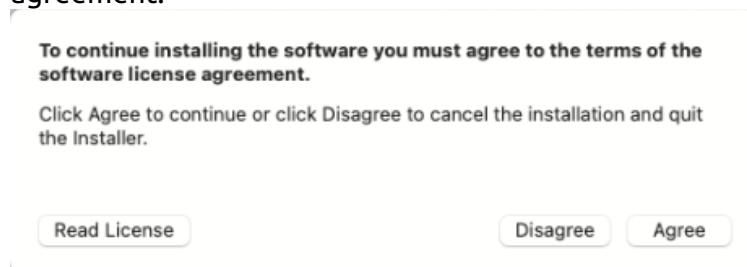 agreement.
To continue installing the software you must agree to the terms of the
software license agreement.
Click Agree to continue or click Disagree to cancel the installation and quit
the Installer.
Read License
Disagree
Agree